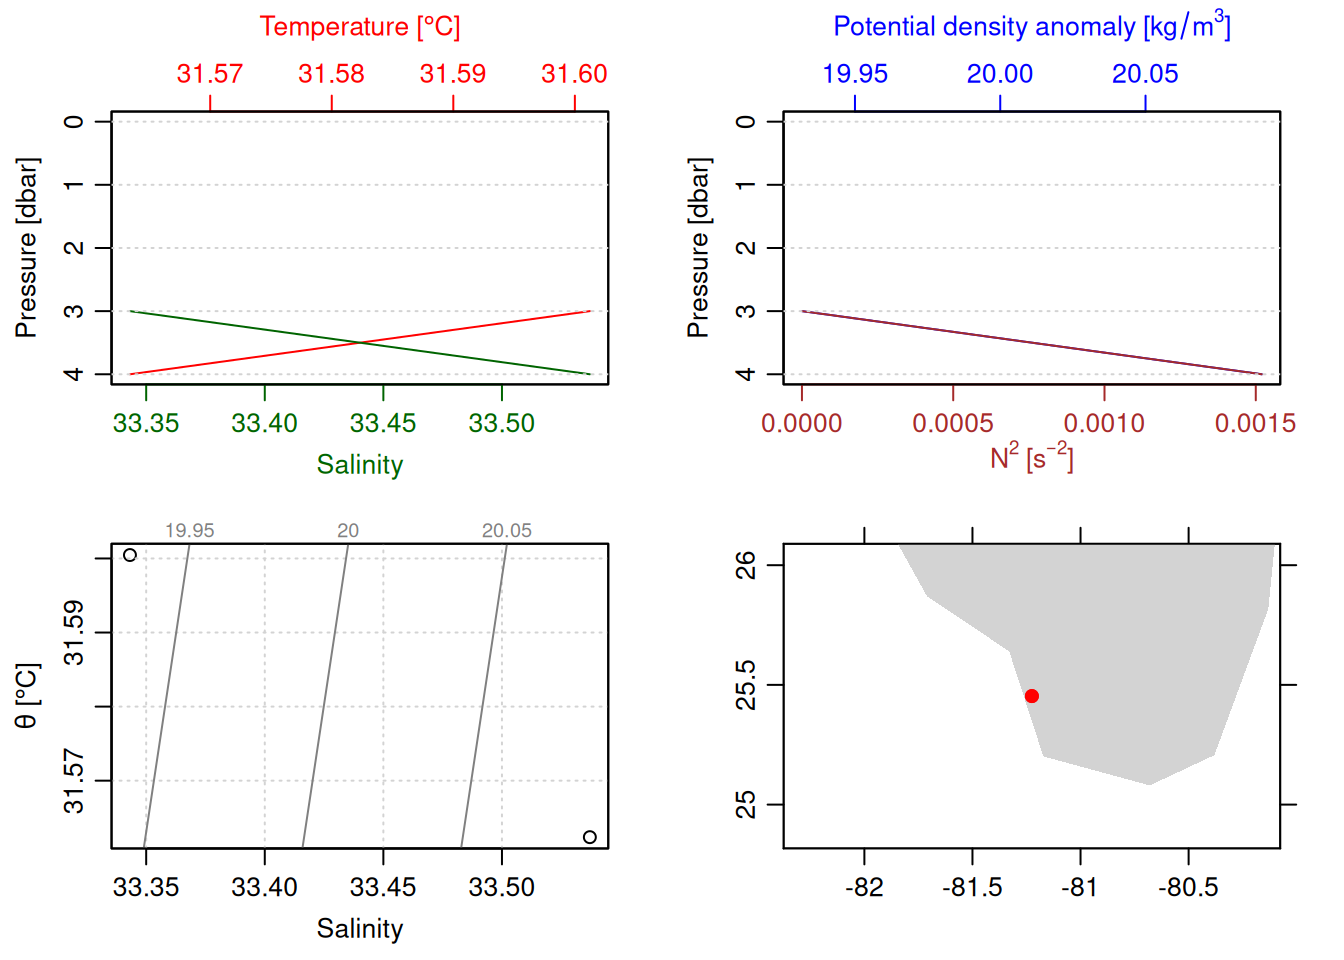 Temperature [°C]
31.57 31.58 31.59 31.60
Pressure [dbar]
0
1
2
3
4
33.35 33.40 33.45 33.50
Salinity
Potential density anomaly [kg/m³]
19.95 20.00 20.05
Pressure [dbar]
0
1
2
3
4
0.0000 0.0005 0.0010 0.0015
N² [s⁻²]
19.95 20 20.05
θ [°C]
31.59
31.57
33.35 33.40 33.45 33.50
Salinity
26
25.5
25
-82 -81.5 -81 -80.5